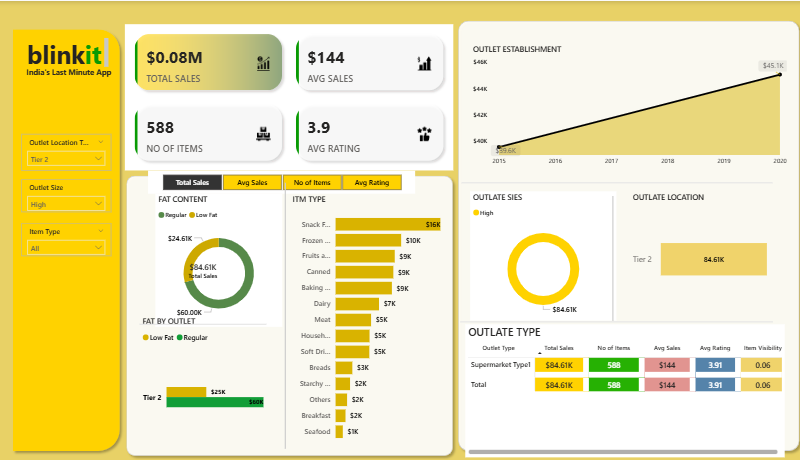 blinkit
India's Last Minute App
Outlet Location T...
Tier 2
Outlet Size
High
Item Type
All
$0.08M
TOTAL SALES
$144
AVG SALES
588
NO OF ITEMS
3.9
AVG RATING
Total Sales
Avg Sales
No of Items
Avg Rating
FAT CONTENT
Regular Low Fat
$24.61K
$84.61K
Total Sales
$60.00K
FAT BY OUTLET
Low Fat Regular
Tier 2
$25K
$60K
ITM TYPE
Snack F... $16K
Frozen ... $10K
Fruits a... $9K
Canned $9K
Baking ... $9K
Dairy $7K
Meat $5K
Househ... $5K
Soft Dri... $5K
Breads $3K
Starchy ... $2K
Others $2K
Breakfast $2K
Seafood $1K
OUTLET ESTABLISHMENT
$46K
$44K
$42K
$40K
$45.1K
$39.6K
2015 2016 2017 2018 2019 2020
OUTLATE SIES
High
$84.61K
OUTLATE LOCATION
Tier 2 84.61K
OUTLATE TYPE
Outlet Type Total Sales No of Items Avg Sales Avg Rating Item Visibility
Supermarket Type1 $84.61K 588 $144 3.91 0.06
Total $84.61K 588 $144 3.91 0.06